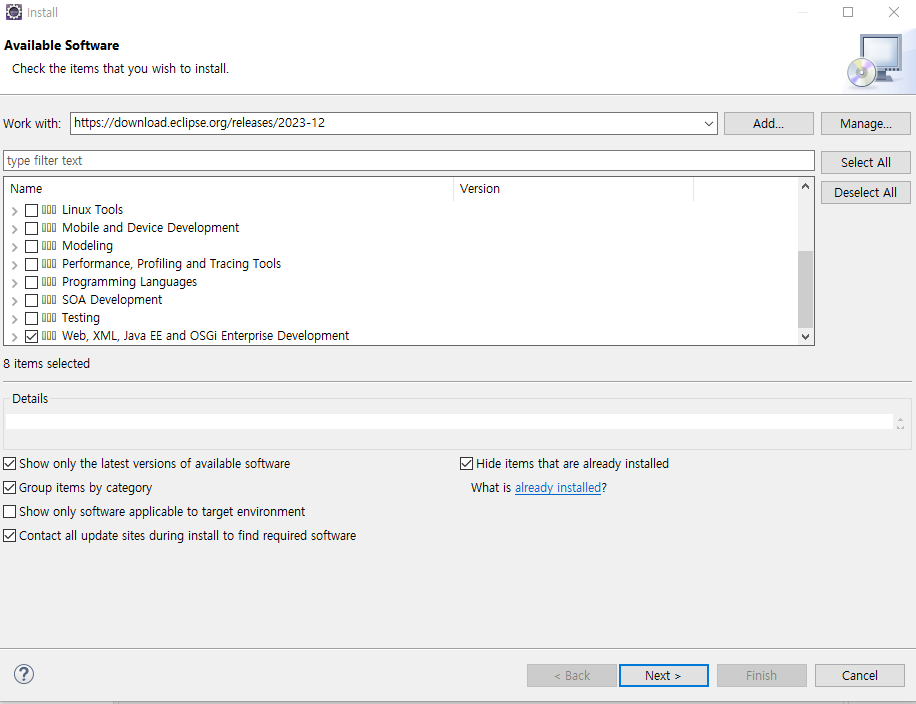 Install
Available Software
Check the items that you wish to install.
Work with: https://download.eclipse.org/releases/2023-12 Add... Manage...
type filter text Select All
Name Version Deselect All
Linux Tools
Mobile and Device Development
Modeling
Performance, Profiling and Tracing Tools
Programming Languages
SOA Development
Testing
Web, XML, Java EE and OSGi Enterprise Development
8 items selected
Details
Show only the latest versions of available software Hide items that are already installed
Group items by category What is already installed?
Show only software applicable to target environment
Contact all update sites during install to find required software
? < Back Next > Finish Cancel